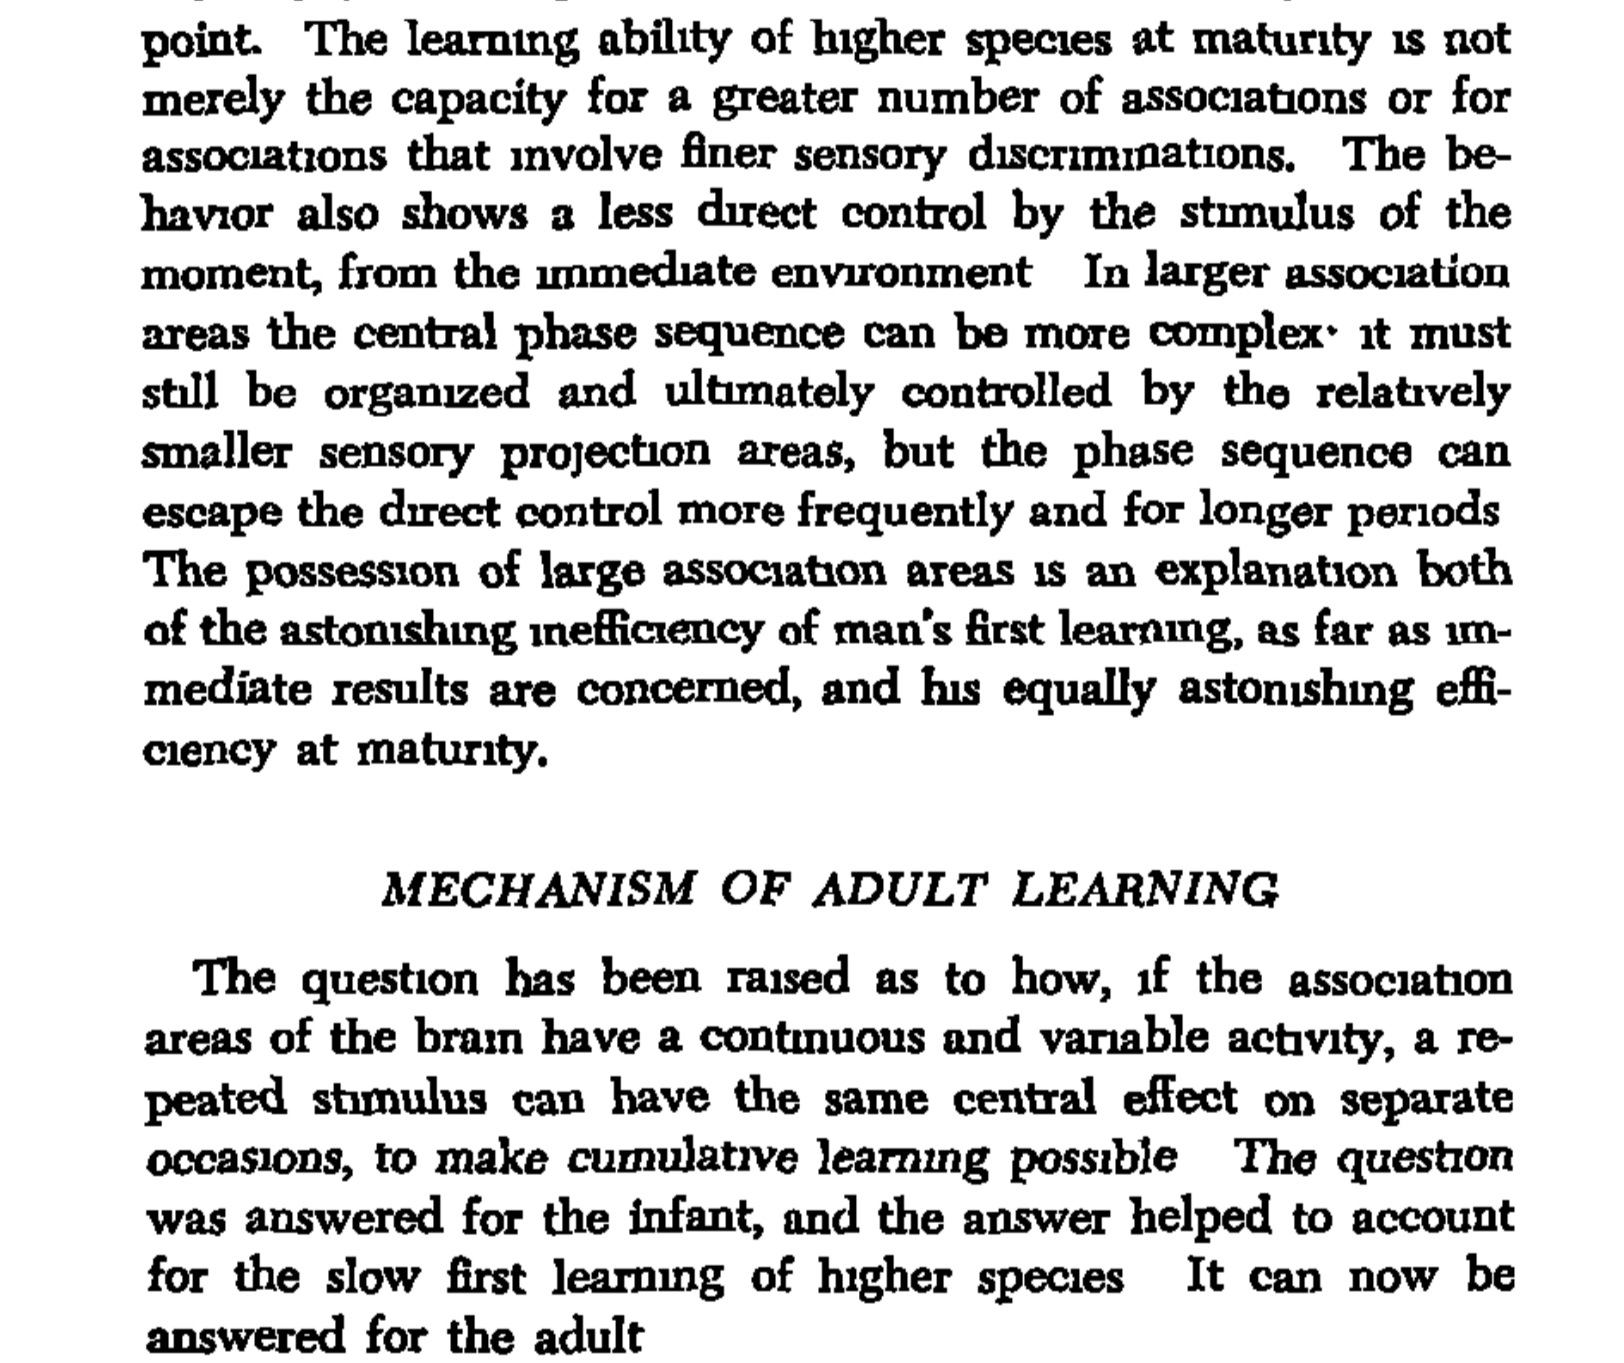 point. The learning ability of higher species at maturity is not
merely the capacity for a greater number of associations or for
associations that involve finer sensory discriminations. The be-
havior also shows a less direct control by the stimulus of the
moment, from the immediate environment In larger association
areas the central phase sequence can be more complex· it must
still be organized and ultimately controlled by the relatively
smaller sensory projection areas, but the phase sequence can
escape the direct control more frequently and for longer periods
The possession of large association areas is an explanation both
of the astonishing inefficiency of man's first learning, as far as im-
mediate results are concerned, and his equally astonishing effi-
ciency at maturity.
MECHANISM OF ADULT LEARNING
The question has been raised as to how, if the association
areas of the brain have a continuous and variable activity, a re-
peated stimulus can have the same central effect on separate
occasions, to make cumulative learning possible The question
was answered for the infant, and the answer helped to account
for the slow first learning of higher species It can now be
answered for the adult